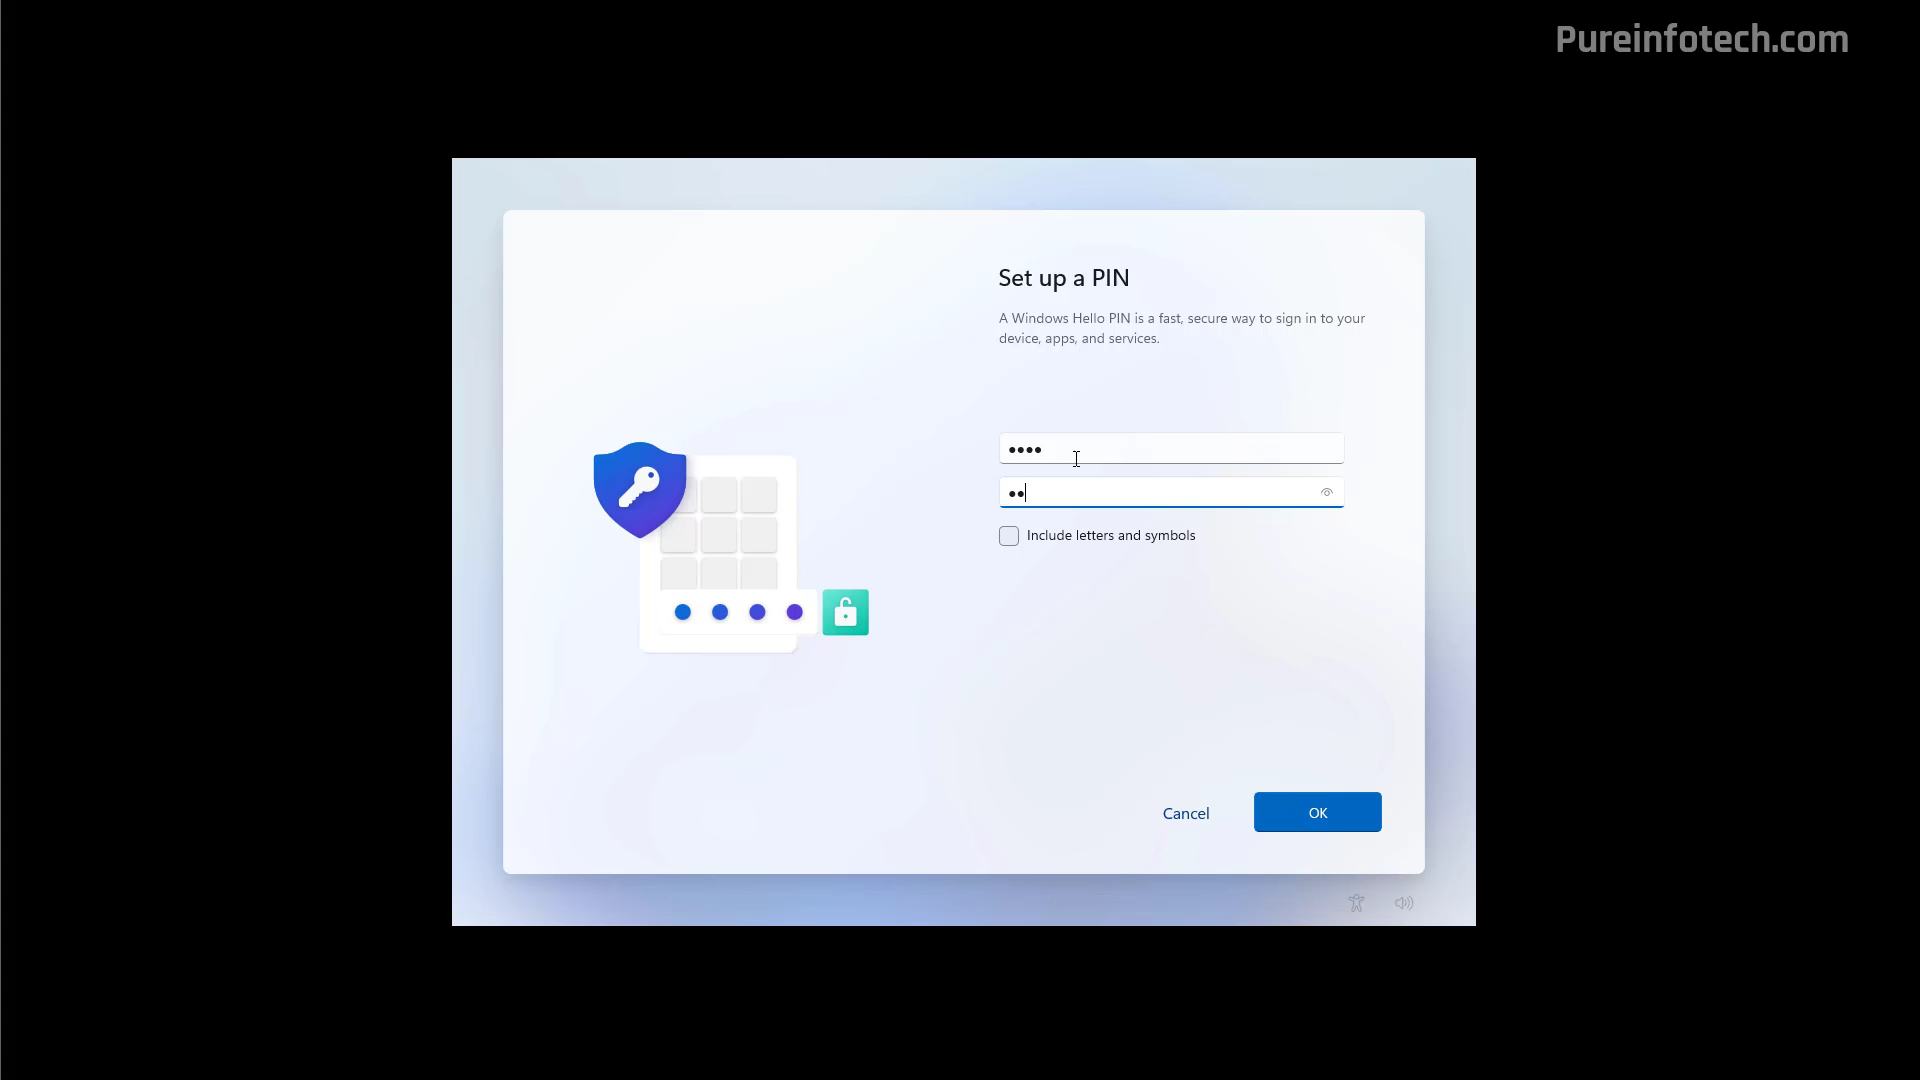 Pureinfotech.com
Set up a PIN
A Windows Hello PIN is a fast, secure way to sign in to your
device, apps, and services.
••••
••
Include letters and symbols
Cancel
OK